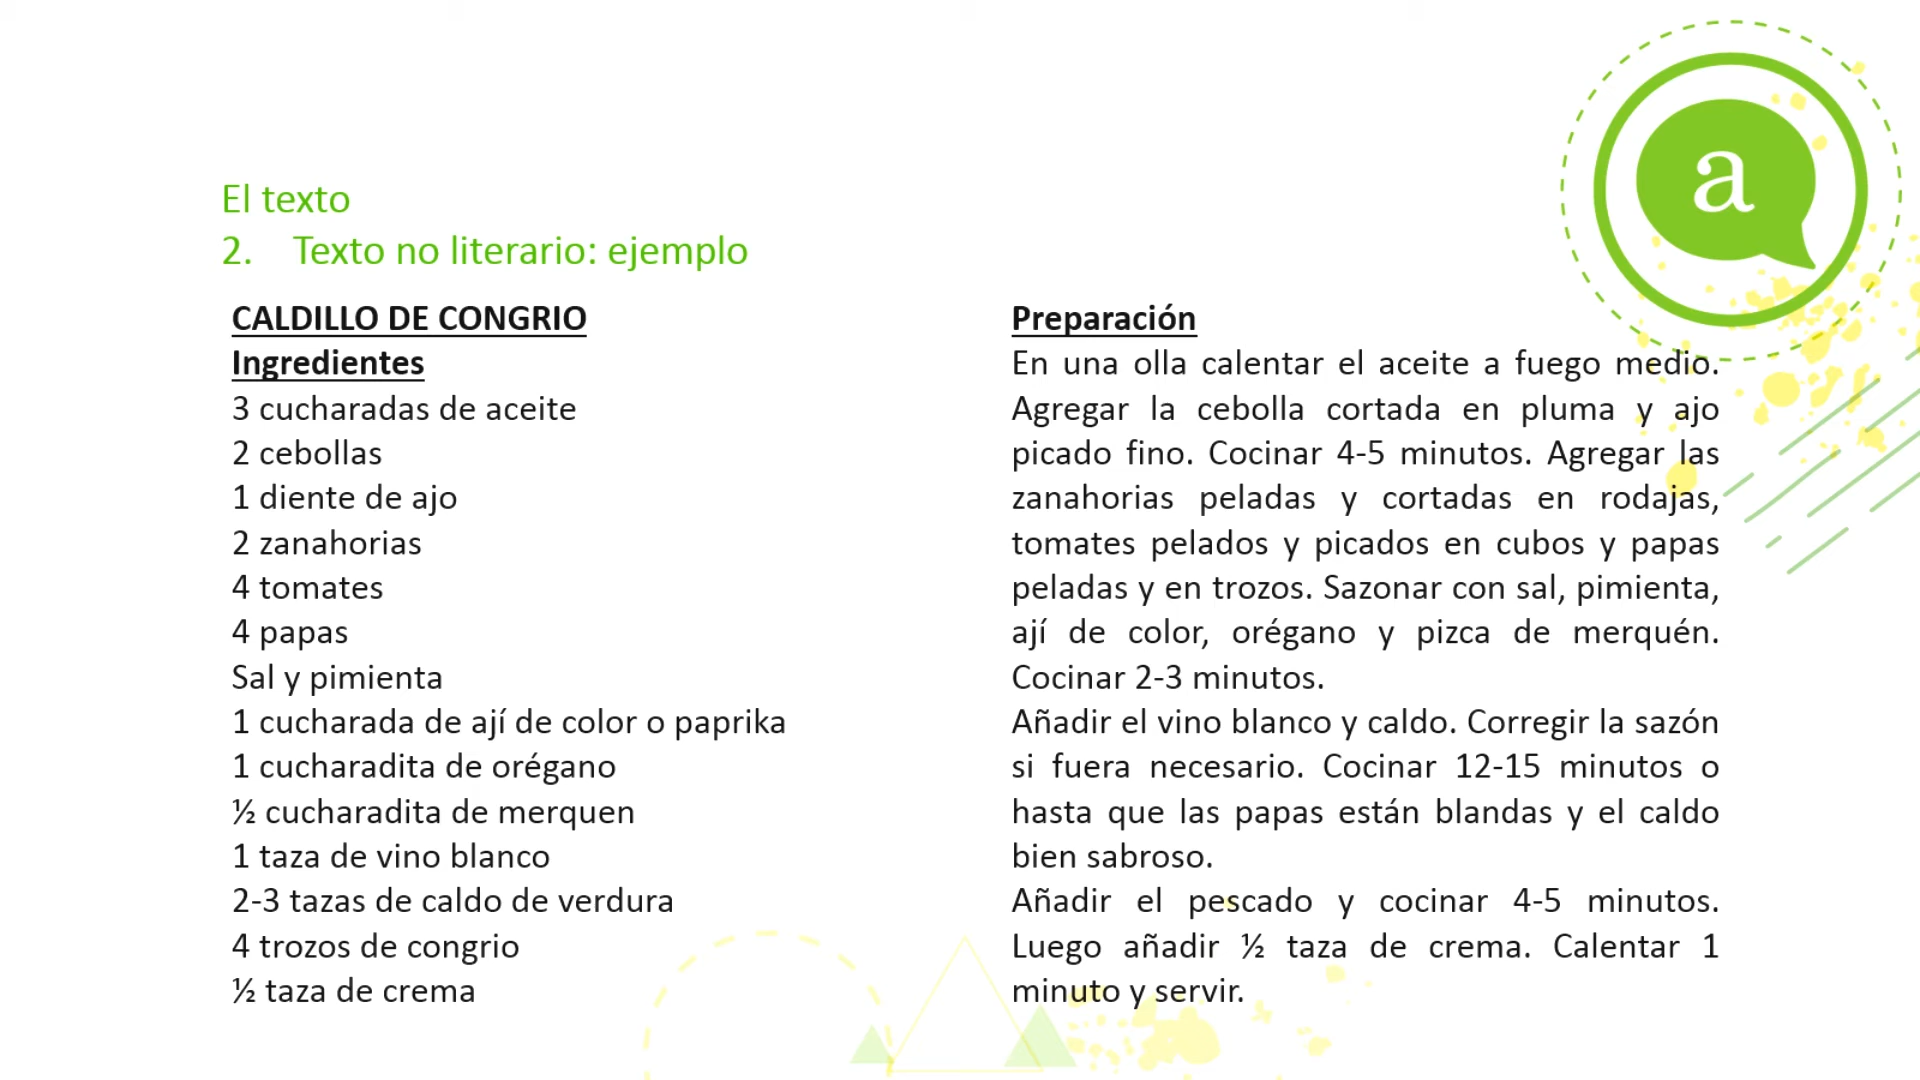 a
El texto
2. Texto no literario: ejemplo
CALDILLO DE CONGRIO
Ingredientes
3 cucharadas de aceite
2 cebollas
1 diente de ajo
2 zanahorias
4 tomates
4 papas
Sal y pimienta
1 cucharada de ají de color o paprika
1 cucharadita de orégano
½ cucharadita de merquen
1 taza de vino blanco
2-3 tazas de caldo de verdura
4 trozos de congrio
½ taza de crema
Preparación
En una olla calentar el aceite a fuego medio.
Agregar la cebolla cortada en pluma y ajo
picado fino. Cocinar 4-5 minutos. Agregar las
zanahorias peladas y cortadas en rodajas,
tomates pelados y picados en cubos y papas
peladas y en trozos. Sazonar con sal, pimienta,
ají de color, orégano y pizca de merquén.
Cocinar 2-3 minutos.
Añadir el vino blanco y caldo. Corregir la sazón
si fuera necesario. Cocinar 12-15 minutos o
hasta que las papas están blandas y el caldo
bien sabroso.
Añadir el pescado y cocinar 4-5 minutos.
Luego añadir ½ taza de crema. Calentar 1
minuto y servir.